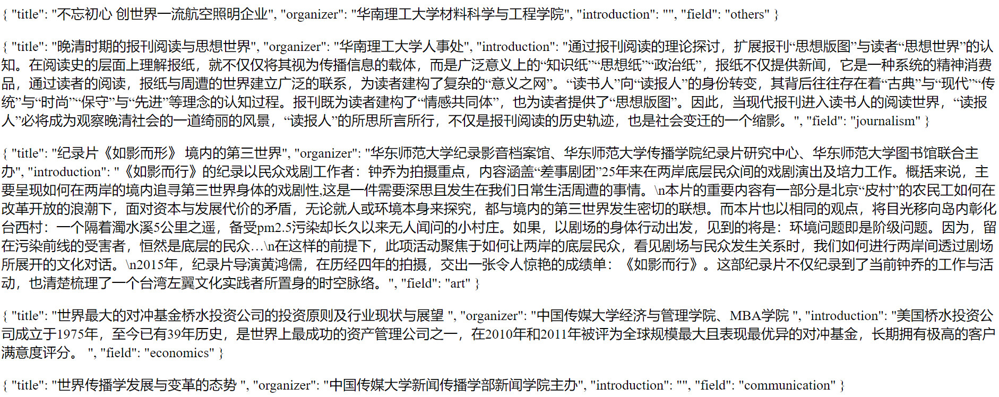 { "title": "不忘初心 创世界一流航空照明企业", "organizer": "华南理工大学材料科学与工程学院", "introduction": "", "field": "others" }
{ "title": "晚清时期的报刊阅读与思想世界", "organizer": "华南理工大学人事处", "introduction": "通过报刊阅读的理论探讨，扩展报刊“思想版图”与读者“思想世界”的认
知。在阅读史的层面上理解报纸，就不仅仅将其视为传播信息的载体，而是广泛意义上的“知识纸”“思想纸”“政治纸”，报纸不仅提供新闻，它是一种系统的精神消费
品，通过读者的阅读，报纸与周遭的世界建立广泛的联系，为读者建构了复杂的“意义之网”。“读书人”向“读报人”的身份转变，其背后往往存在着“古典”与“现代”“传
统”与“时尚”“保守”与“先进”等理念的认知过程。报刊既为读者建构了“情感共同体”，也为读者提供了“思想版图”。因此，当现代报刊进入读书人的阅读世界，“读报
人”必将成为观察晚清社会的一道绮丽的风景，“读报人”的所思所言所行，不仅是报刊阅读的历史轨迹，也是社会变迁的一个缩影。", "field": "journalism" }
{ "title": "纪录片《如影而形》 境内的第三世界", "organizer": "华东师范大学纪录影音档案馆、华东师范大学传播学院纪录片研究中心、华东师范大学图书馆联合主
办", "introduction": "《如影而行》的纪录以民众戏剧工作者：钟乔为拍摄重点，内容涵盖“差事剧团”25年来在两岸底层民众间的戏剧演出及培力工作。概括来说，主
要呈现如何在两岸的境内追寻第三世界身体的戏剧性,这是一件需要深思且发生在我们日常生活周遭的事情。\n本片的重要内容有一部分是北京“皮村”的农民工如何在
改革开放的浪潮下，面对资本与发展代价的矛盾，无论就人或环境本身来探究，都与境内的第三世界发生密切的联想。而本片也以相同的观点，将目光移向岛内彰化
台西村：一个隔着濁水溪5公里之遥，备受pm2.5污染却长久以来无人闻问的小村庄。如果，以剧场的身体行动出发，见到的将是：环境问题即是阶级问题。因为，留
在污染前线的受害者，恒然是底层的民众…\n在这样的前提下，此项活动聚焦于如何让两岸的底层民众，看见剧场与民众发生关系时，我们如何进行两岸间透过剧场
所展开的文化对话。\n2015年，纪录片导演黄鸿儒，在历经四年的拍摄，交出一张令人惊艳的成绩单：《如影而行》。这部纪录片不仅纪录到了当前钟乔的工作与活
动，也清楚梳理了一个台湾左翼文化实践者所置身的时空脉络。", "field": "art" }
{ "title": "世界最大的对冲基金桥水投资公司的投资原则及行业现状与展望 ", "organizer": "中国传媒大学经济与管理学院、MBA学院 ", "introduction": "美国桥水投资公
司成立于1975年，至今已有39年历史，是世界上最成功的资产管理公司之一，在2010年和2011年被评为全球规模最大且表现最优异的对冲基金，长期拥有极高的客户
满意度评分。 ", "field": "economics" }
{ "title": "世界传播学发展与变革的态势 ", "organizer": "中国传媒大学新闻传播学部新闻学院主办", "introduction": "", "field": "communication" }